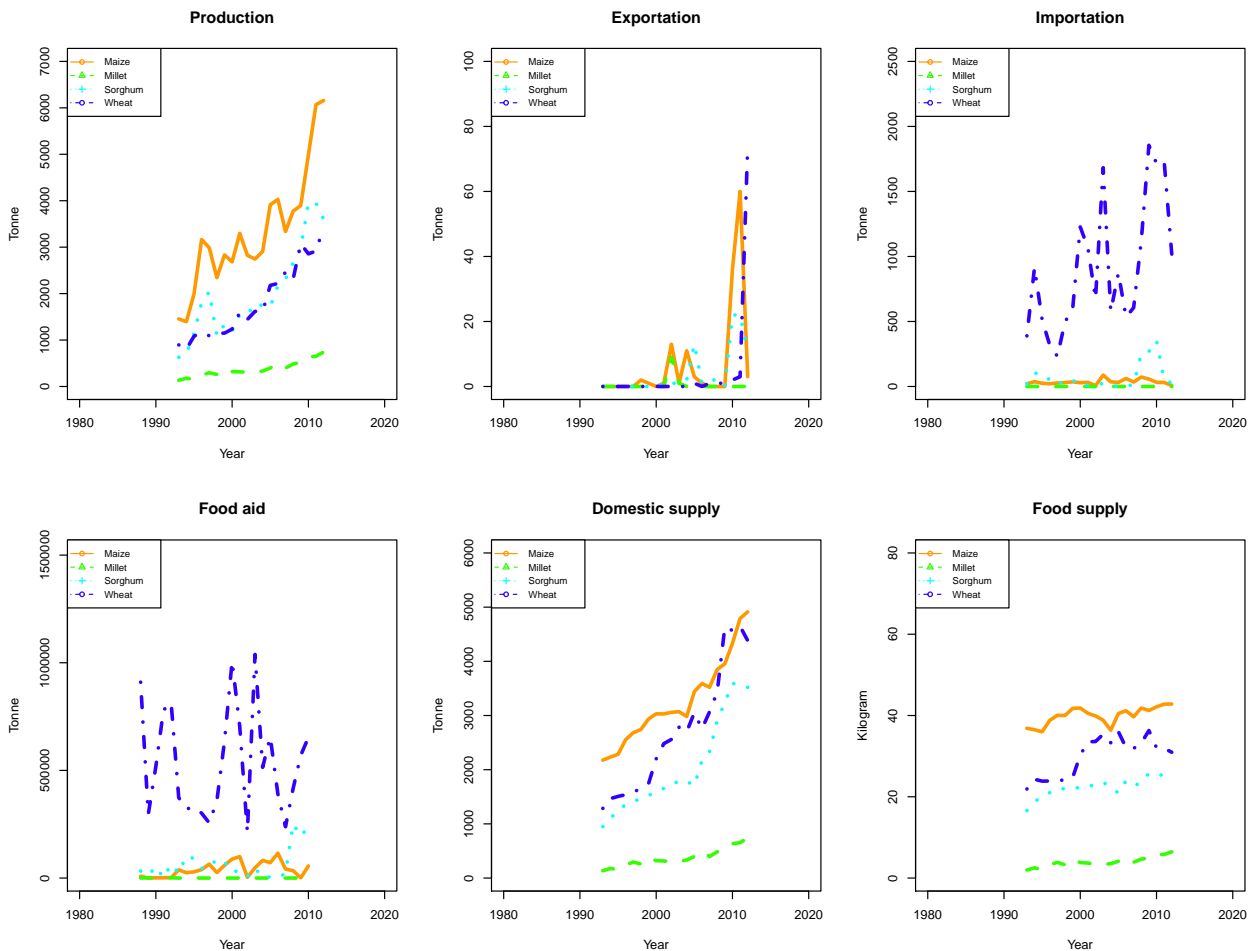 Production
Tonne
7000
6000
5000
4000
3000
2000
1000
0
Maize
Millet
Sorghum
Wheat
1980 1990 2000 2010 2020
Year
Exportation
Tonne
100
80
60
40
20
0
Maize
Millet
Sorghum
Wheat
1980 1990 2000 2010 2020
Year
Importation
Tonne
2500
2000
1500
1000
500
0
Maize
Millet
Sorghum
Wheat
1980 1990 2000 2010 2020
Year
Food aid
Tonne
1500000
1000000
500000
0
Maize
Millet
Sorghum
Wheat
1980 1990 2000 2010 2020
Year
Domestic supply
Tonne
6000
5000
4000
3000
2000
1000
0
Maize
Millet
Sorghum
Wheat
1980 1990 2000 2010 2020
Year
Food supply
Kilogram
80
60
40
20
0
Maize
Millet
Sorghum
Wheat
1980 1990 2000 2010 2020
Year